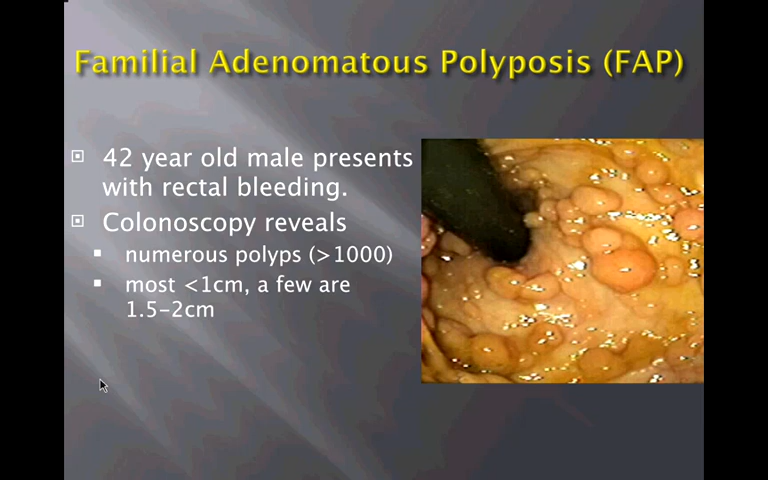 Familial Adenomatous Polyposis (FAP)
42 year old male presents
with rectal bleeding.
Colonoscopy reveals
numerous polyps (>1000)
most <1cm, a few are
1.5-2cm